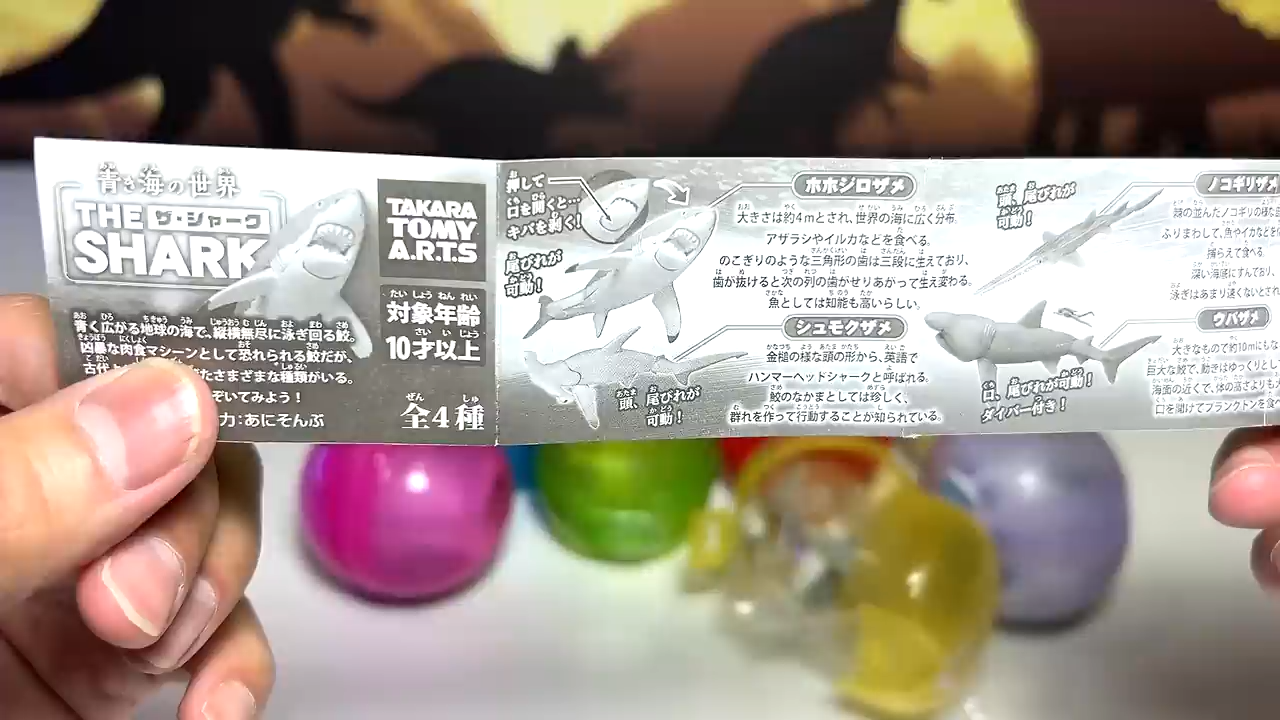 青き海の世界
THE ザ・シャーク
SHARK
TAKARA
TOMY
A.R.T.S
対象年齢
10才以上
青く広がる地球の海で、縦横無尽に泳ぎ回る鮫。
凶暴な肉食マシーンとして恐れられる鮫だが、
古代よ
たさまざまな種類がいる。
ぞいてみよう！
力：あにまんぶ
全4種
押して
口を開くと…
キバを剥く！
尾びれが
可動！
ホホジロザメ
大きさは約4mとされ、世界の海に広く分布。
アザラシやイルカなどを食べる。
のこぎりのような三角形の歯は三段に生えており、
歯が抜けると次の列の歯がせりあがって生え変わる。
魚としては知能も高いらしい。
シュモクザメ
金槌の様な頭の形から、英語で
ハンマーヘッドシャークと呼ばれる。
鮫のなかまとしては珍しく、
群れを作って行動することが知られている。
頭、尾びれが
可動！
頭、尾びれが
可動！
ノコギリザメ
の並んだノコギリの様な
ふりまわして、魚やイカなどを
捕らえて食べる。
深い海底にすんでおり、
泳ぎはあまり速くないとされ
ウバザメ
大きなもので約10mにもな
巨大な鮫で、動きはゆっくりとし
海面の近くで、体の高さよりも
口を開けてプランクトンを食べ
口、尾びれが可動！
ダイバー付き！